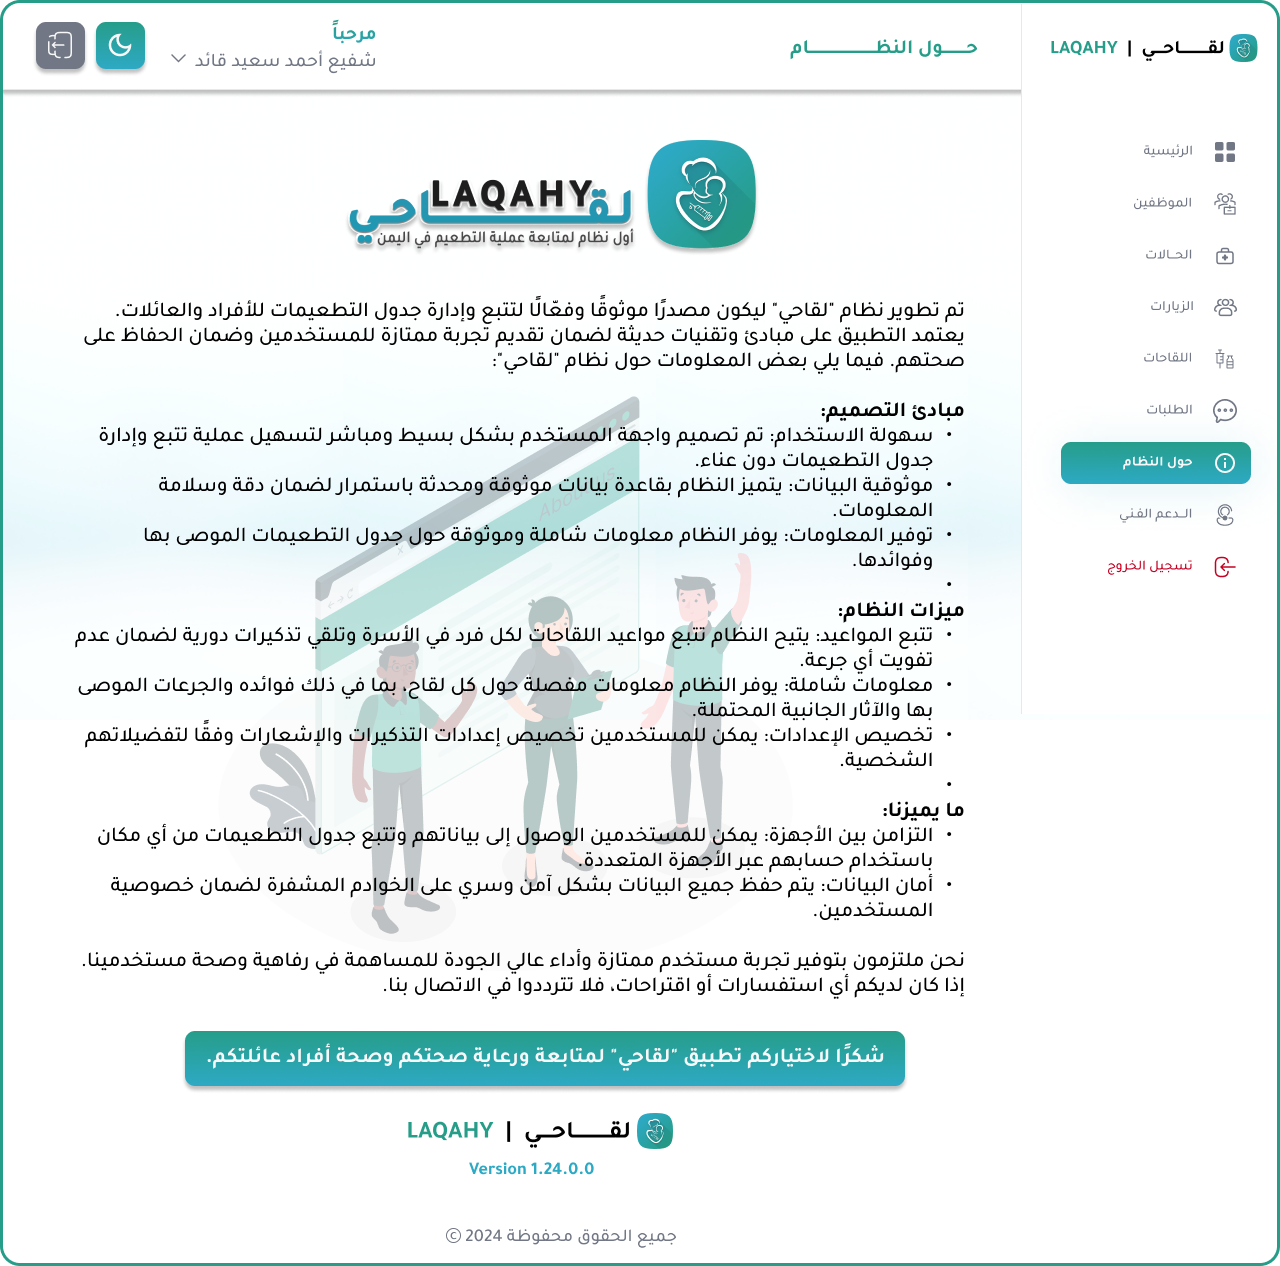 لقـــــاحـي | LAQAHY
حـــــول النظــــــــــــام
مرحباً
شفيع أحمد سعيد قائد
الرئيسية
الموظفين
الحـالات
الزيارات
اللقاحات
الطلبات
حول النظام
الـدعم الفـني
تسجيل الخروج
لقـــــاحي
LAQAHY
أول نظام لمتابعة عملية التطعيم في اليمن
تم تطوير نظام "لقاحي" ليكون مصدرًا موثوقًا وفعّالًا لتتبع وإدارة جدول التطعيمات للأفراد والعائلات.
يعتمد التطبيق على مبادئ وتقنيات حديثة لضمان تقديم تجربة ممتازة للمستخدمين وضمان الحفاظ على
صحتهم. فيما يلي بعض المعلومات حول نظام "لقاحي":
مبادئ التصميم:
• سهولة الاستخدام: تم تصميم واجهة المستخدم بشكل بسيط ومباشر لتسهيل عملية تتبع وإدارة
جدول التطعيمات دون عناء.
• موثوقية البيانات: يتميز النظام بقاعدة بيانات موثوقة ومحدثة باستمرار لضمان دقة وسلامة
المعلومات.
• توفير المعلومات: يوفر النظام معلومات شاملة وموثوقة حول جدول التطعيمات الموصى بها
وفوائدها.
•
ميزات النظام:
• تتبع المواعيد: يتيح النظام تتبع مواعيد اللقاحات لكل فرد في الأسرة وتلقي تذكيرات دورية لضمان عدم
تفويت أي جرعة.
• معلومات شاملة: يوفر النظام معلومات مفصلة حول كل لقاح، بما في ذلك فوائده والجرعات الموصى
بها والآثار الجانبية المحتملة.
• تخصيص الإعدادات: يمكن للمستخدمين تخصيص إعدادات التذكيرات والإشعارات وفقًا لتفضيلاتهم
الشخصية.
•
ما يميزنا:
• التزامن بين الأجهزة: يمكن للمستخدمين الوصول إلى بياناتهم وتتبع جدول التطعيمات من أي مكان
باستخدام حسابهم عبر الأجهزة المتعددة.
• أمان البيانات: يتم حفظ جميع البيانات بشكل آمن وسري على الخوادم المشفرة لضمان خصوصية
المستخدمين.
About us
نحن ملتزمون بتوفير تجربة مستخدم ممتازة وأداء عالي الجودة للمساهمة في رفاهية وصحة مستخدمينا.
إذا كان لديكم أي استفسارات أو اقتراحات، فلا تترددوا في الاتصال بنا.
شكرًا لاختياركم تطبيق "لقاحي" لمتابعة ورعاية صحتكم وصحة أفراد عائلتكم.
لقـــــاحـي | LAQAHY
Version 1.24.0.0
جميع الحقوق محفوظة 2024 ©